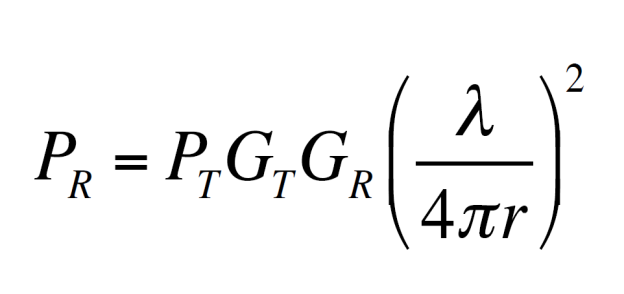 P_R = P_T G_T G_R (λ / 4πr)^2